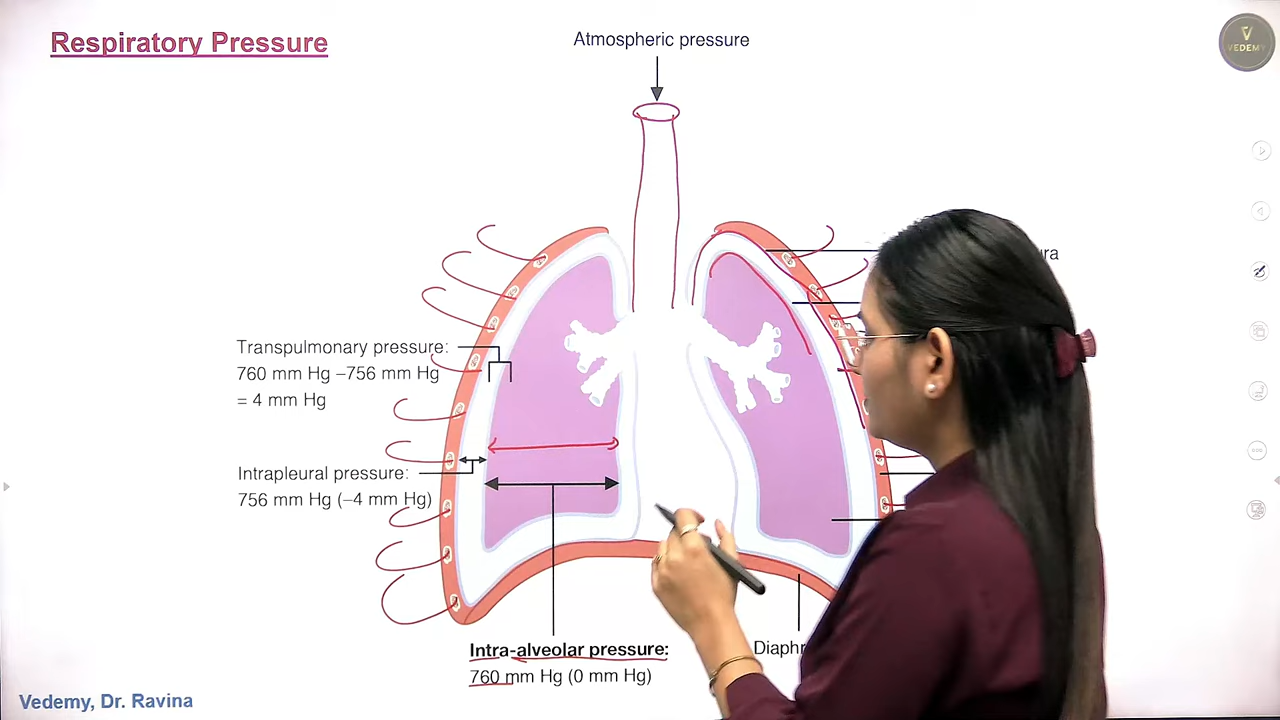 Respiratory Pressure
Atmospheric pressure
VEDEMY
Transpulmonary pressure:
760 mm Hg –756 mm Hg
= 4 mm Hg
Intrapleural pressure:
756 mm Hg (–4 mm Hg)
Intra-alveolar pressure:
760 mm Hg (0 mm Hg)
Vedemy, Dr. Ravina